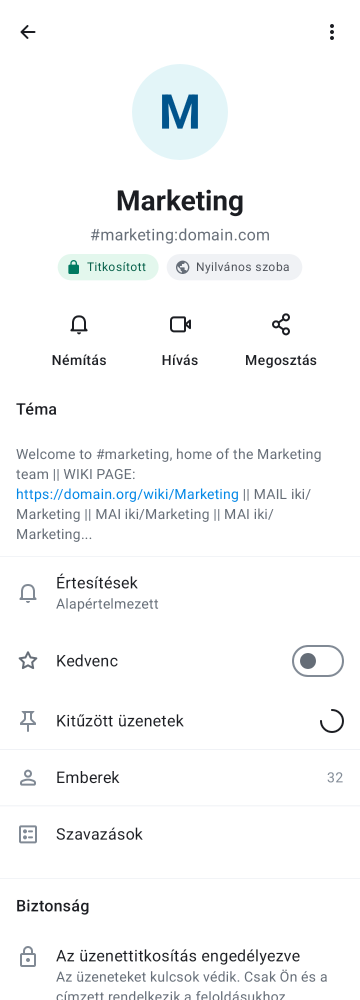 M
Marketing
#marketing:domain.com
Titkosított
Nyilvános szoba
Némítás
Hívás
Megosztás
Téma
Welcome to #marketing, home of the Marketing
team || WIKI PAGE:
https://domain.org/wiki/Marketing || MAIL iki/
Marketing || MAI iki/Marketing || MAI iki/
Marketing...
Értesítések
Alapértelmezett
Kedvenc
Kitűzött üzenetek
Emberek
32
Szavazások
Biztonság
Az üzenettitkosítás engedélyezve
Az üzeneteket kulcsok védik. Csak Ön és a
címzett rendelkezik a feloldásukhoz